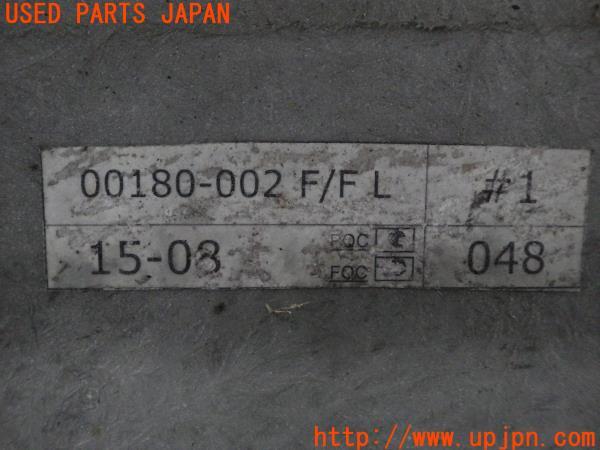 USED PARTS JAPAN
00180-002 F/F L #1
15-08 PQC 048
FQC
http://www.upjpn.com